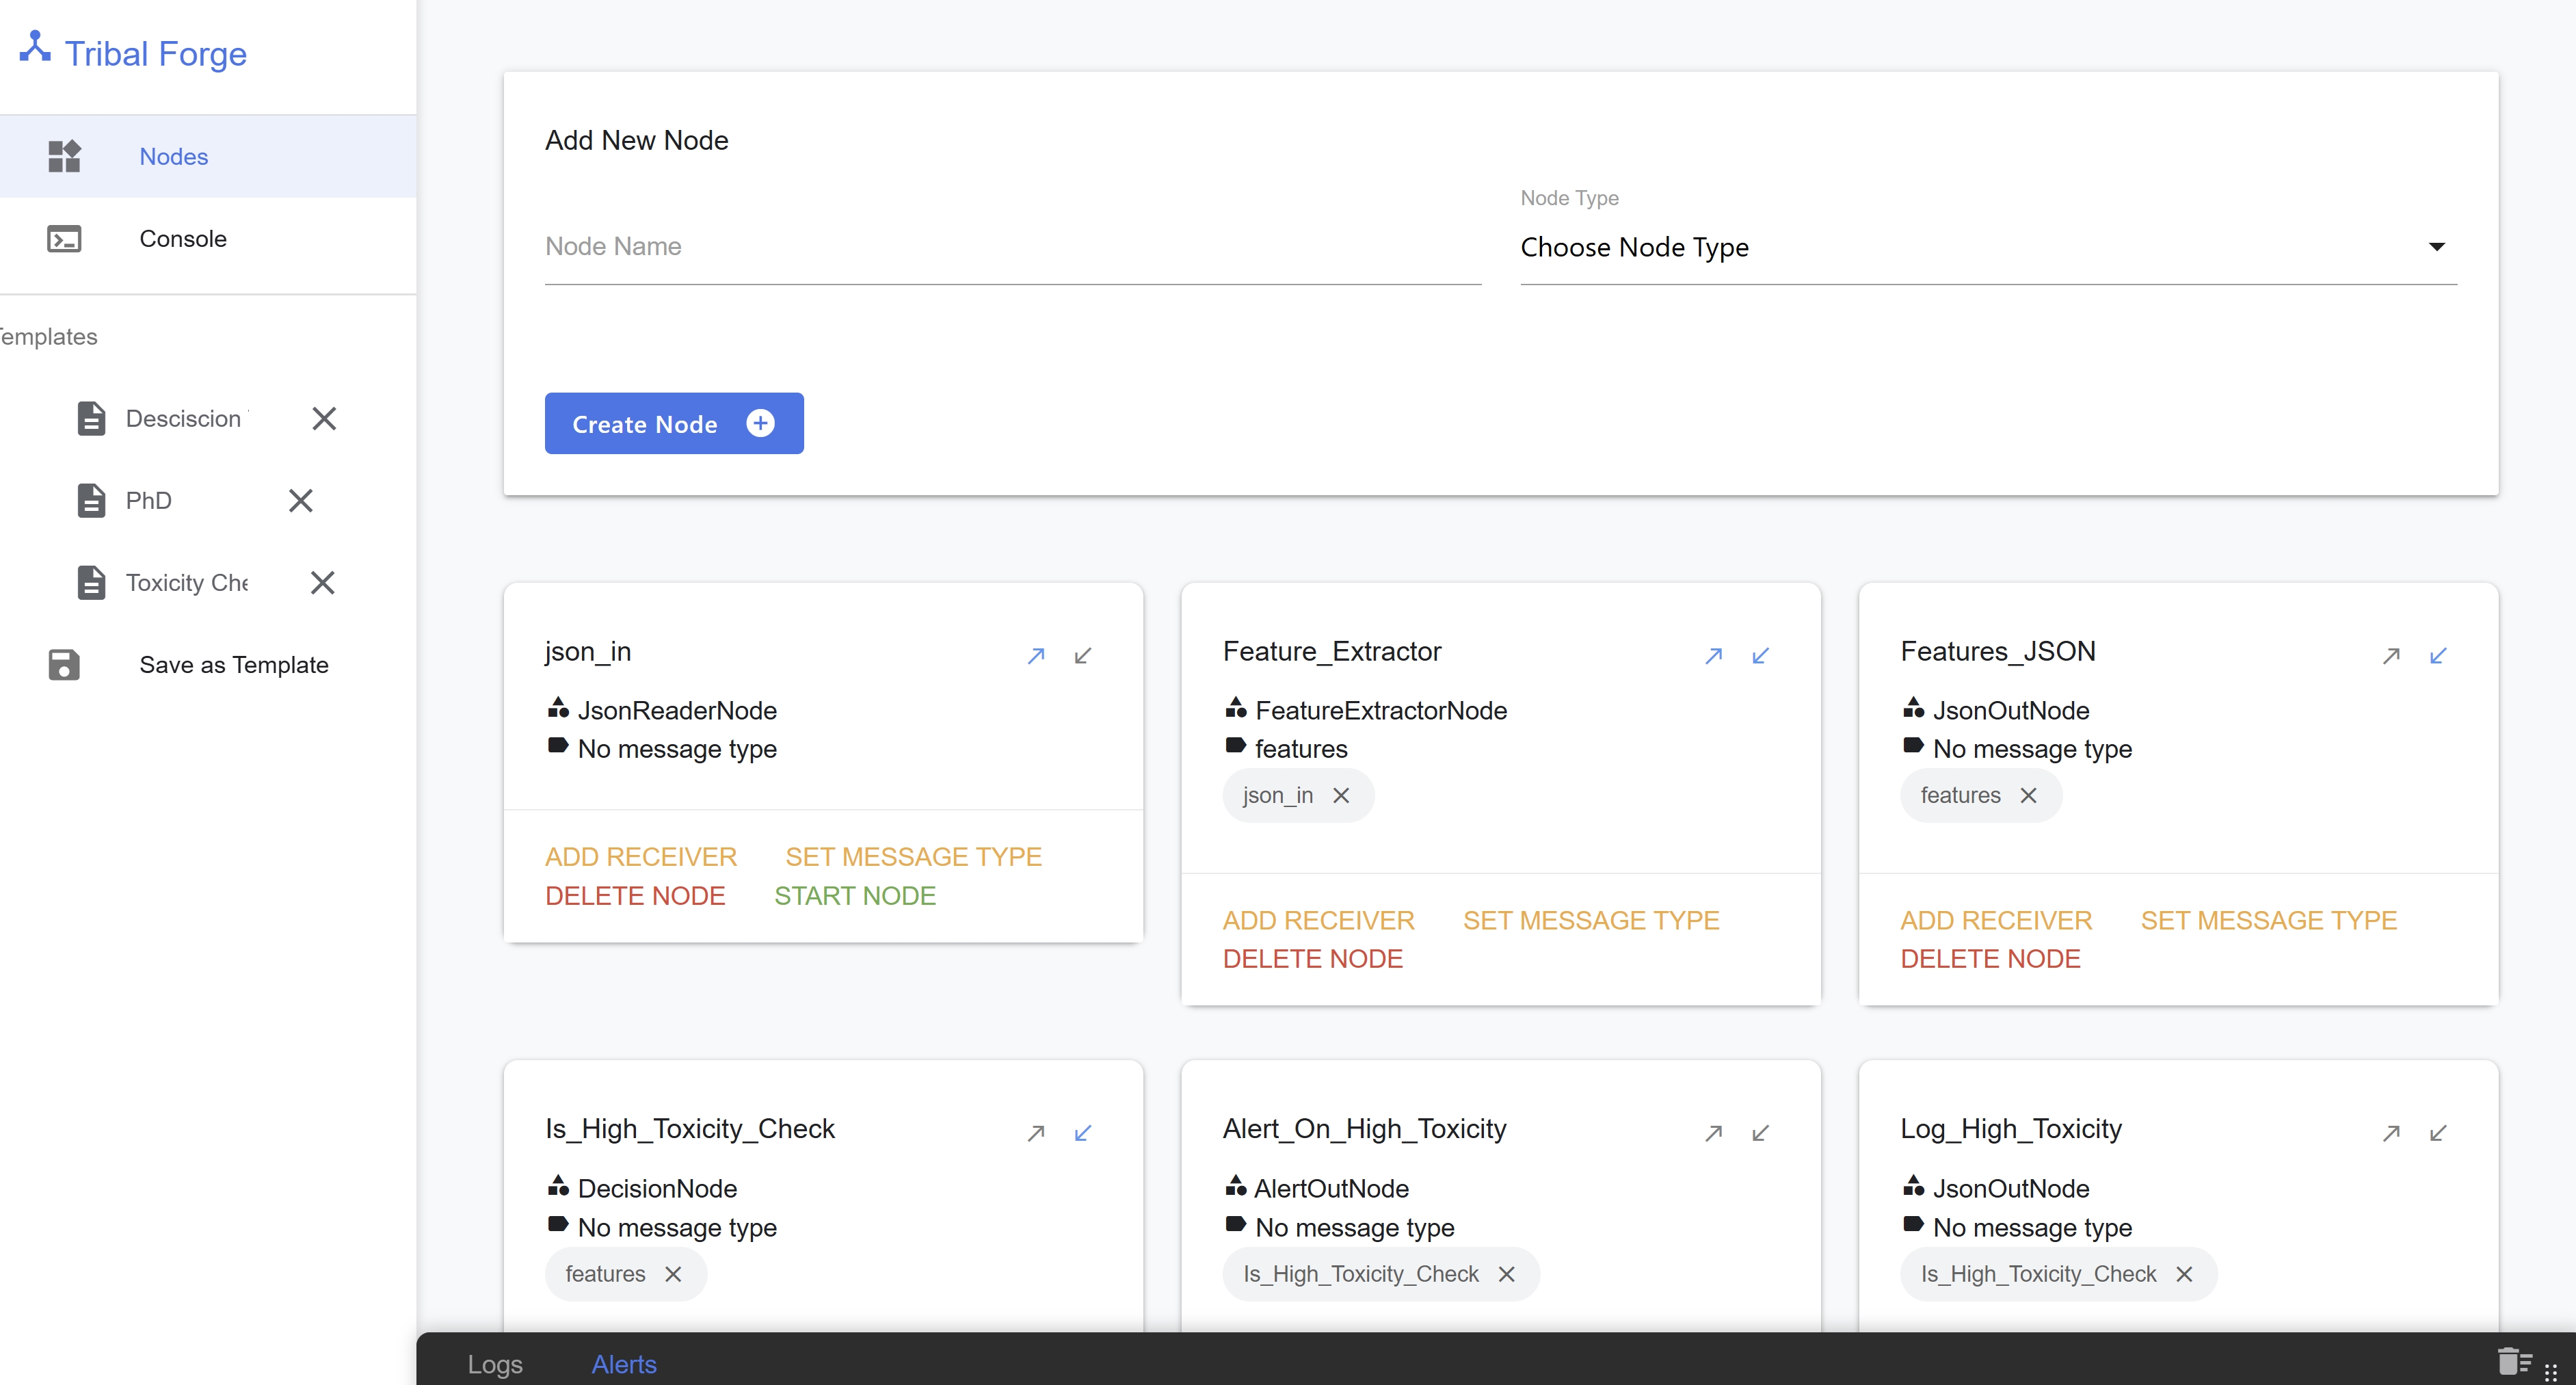 Tribal Forge
Nodes
Console
Templates
Desciscion
PhD
Toxicity Che
Save as Template
Add New Node
Node Name
Node Type
Choose Node Type
Create Node
json_in
JsonReaderNode
No message type
ADD RECEIVER SET MESSAGE TYPE
DELETE NODE START NODE
Feature_Extractor
FeatureExtractorNode
features
json_in
ADD RECEIVER SET MESSAGE TYPE
DELETE NODE
Features_JSON
JsonOutNode
No message type
features
ADD RECEIVER SET MESSAGE TYPE
DELETE NODE
Is_High_Toxicity_Check
DecisionNode
No message type
features
Alert_On_High_Toxicity
AlertOutNode
No message type
Is_High_Toxicity_Check
Log_High_Toxicity
JsonOutNode
No message type
Is_High_Toxicity_Check
Logs Alerts